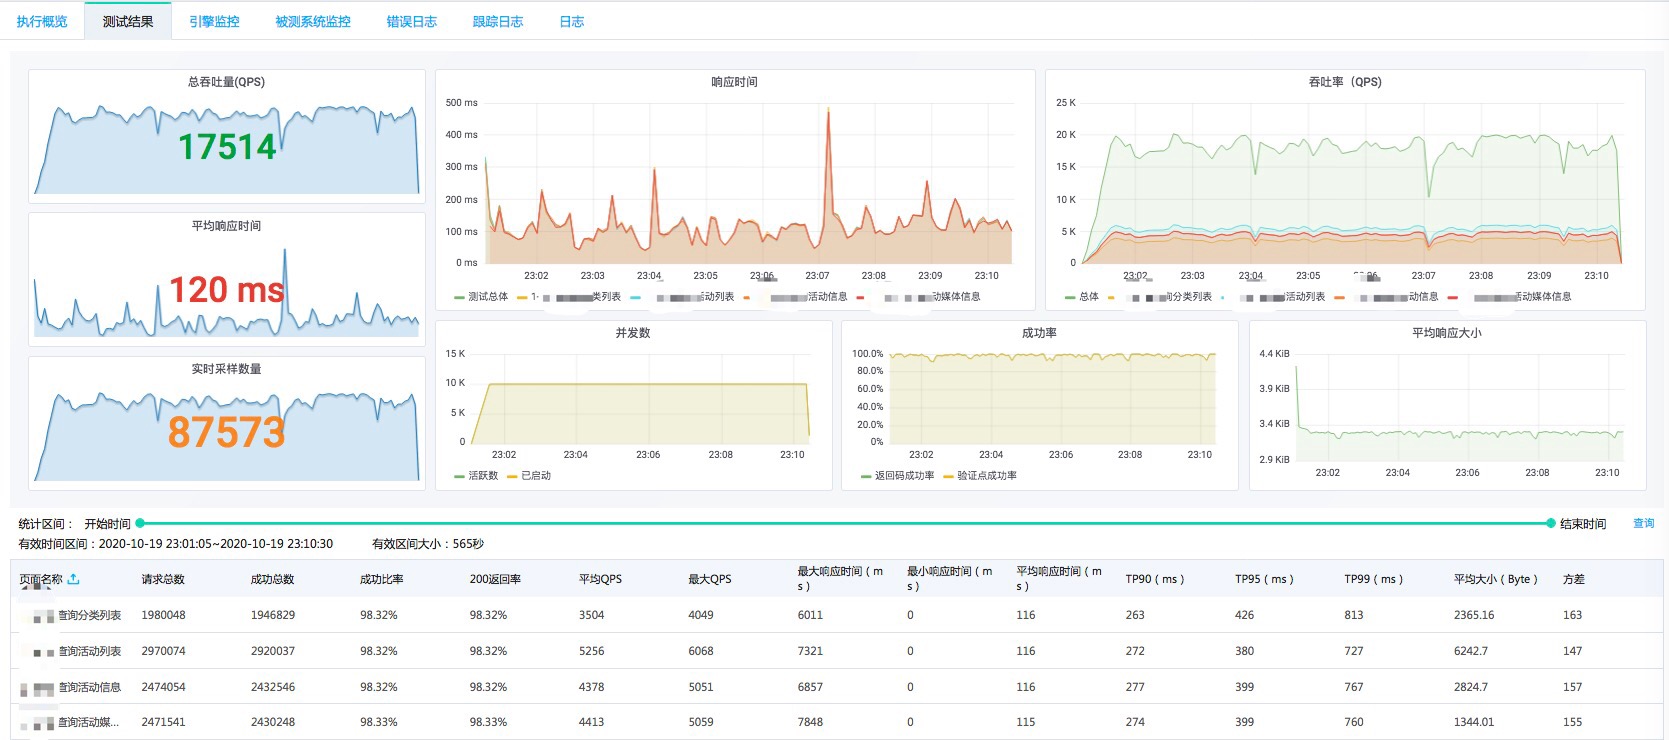 执行概览 测试结果 引擎监控 被测系统监控 错误日志 跟踪日志 日志
总吞吐量(QPS)
17514
平均响应时间
120 ms
实时采样数量
87573
响应时间
500 ms
400 ms
300 ms
200 ms
100 ms
0 ms
23:02 23:03 23:04 23:05 23:06 23:07 23:08 23:09 23:10
测试总体 1- 类列表 活动列表 活动信息 动媒体信息
吞吐率（QPS）
25 K
20 K
15 K
10 K
5 K
0
23:02 23:03 23:04 23:05 23:06 23:07 23:08 23:09 23:10
总体 分类列表 活动列表 动信息 活动媒体信息
并发数
15 K
10 K
5 K
0
23:02 23:04 23:06 23:08 23:10
活跃数 已启动
成功率
100.0%
80.0%
60.0%
40.0%
20.0%
0%
23:02 23:04 23:06 23:08 23:10
返回码成功率 验证点成功率
平均响应大小
4.4 KiB
3.9 KiB
3.4 KiB
2.9 KiB
23:02 23:04 23:06 23:08 23:10
统计区间： 开始时间 结束时间 查询
有效时间区间：2020-10-19 23:01:05~2020-10-19 23:10:30 有效区间大小：565秒
页面名称 请求总数 成功总数 成功比率 200返回率 平均QPS 最大QPS 最大响应时间（ms） 最小响应时间（ms） 平均响应时间（ms） TP90（ms） TP95（ms） TP99（ms） 平均大小（Byte） 方差
查询分类列表 1980048 1946829 98.32% 98.32% 3504 4049 6011 0 116 263 426 813 2365.16 163
查询活动列表 2970074 2920037 98.32% 98.32% 5256 6068 7321 0 116 272 380 727 6242.7 147
查询活动信息 2474054 2432546 98.32% 98.32% 4378 5051 6857 0 116 277 399 767 2824.7 157
查询活动媒... 2471541 2430248 98.33% 98.33% 4413 5059 7848 0 115 274 399 760 1344.01 155